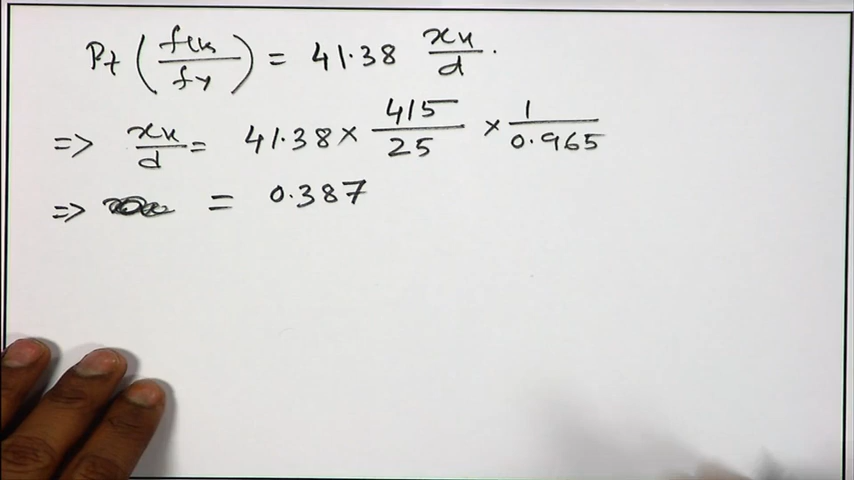 Pt (fck/fy) = 41.38 xu/d.
=> xu/d = 41.38 × 415/25 × 1/0.965
=> = 0.387